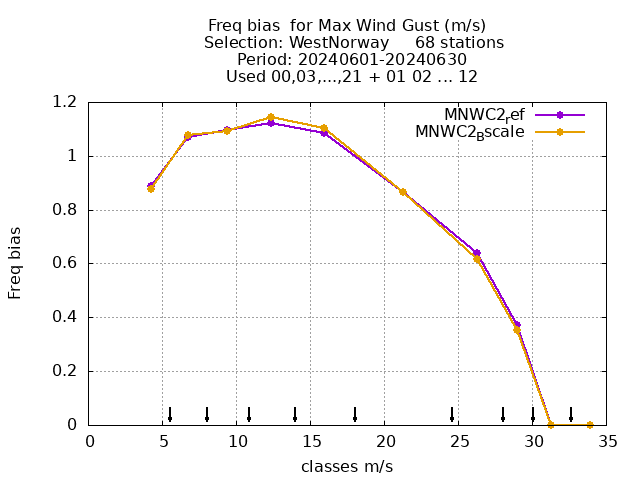 Freq bias  for Max Wind Gust (m/s)
Selection: WestNorway     68 stations
Period: 20240601-20240630
Used 00,03,...,21 + 01 02 ... 12
MNWC2ref
MNWC2Bscale
1.2
1
0.8
0.6
0.4
0.2
0
Freq bias
0 5 10 15 20 25 30 35
classes m/s